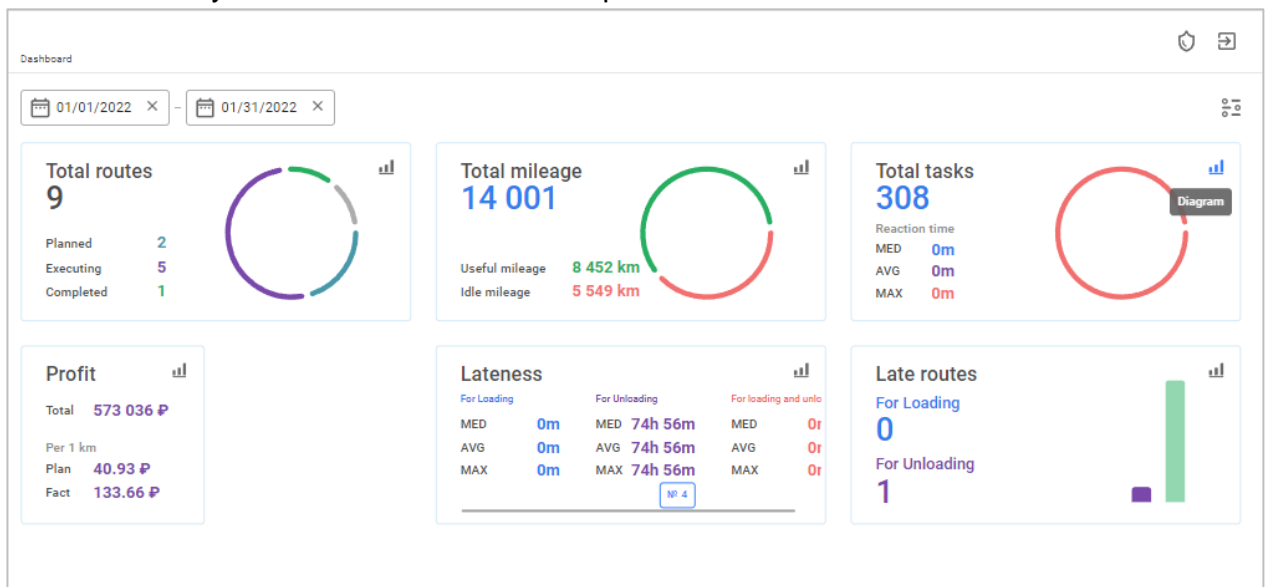 Dashboard
01/01/2022 × – 01/31/2022 ×
Total routes
9
Planned 2
Executing 5
Completed 1
Total mileage
14 001
Useful mileage 8 452 km
Idle mileage 5 549 km
Total tasks
308
Diagram
Reaction time
MED 0m
AVG 0m
MAX 0m
Profit
Total 573 036 ₽
Per 1 km
Plan 40.93 ₽
Fact 133.66 ₽
Lateness
For Loading For Unloading For loading and unlo
MED 0m MED 74h 56m MED
AVG 0m AVG 74h 56m AVG
MAX 0m MAX 74h 56m MAX
№ 4
Late routes
For Loading
0
For Unloading
1